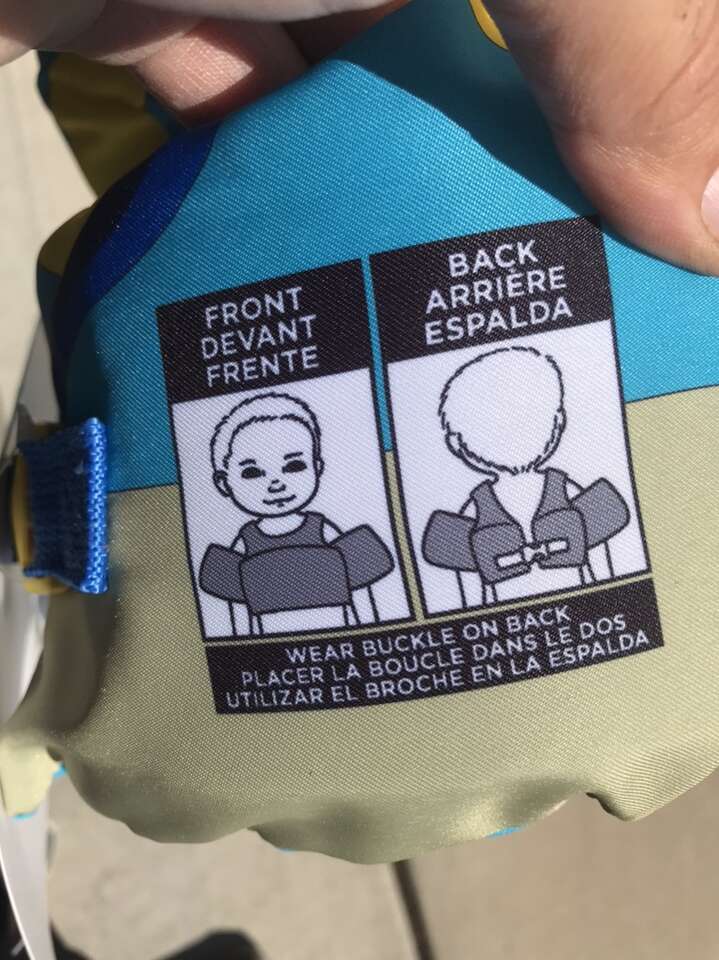 FRONT
DEVANT
FRENTE
BACK
ARRIÈRE
ESPALDA
WEAR BUCKLE ON BACK
PLACER LA BOUCLE DANS LE DOS
UTILIZAR EL BROCHE EN LA ESPALDA